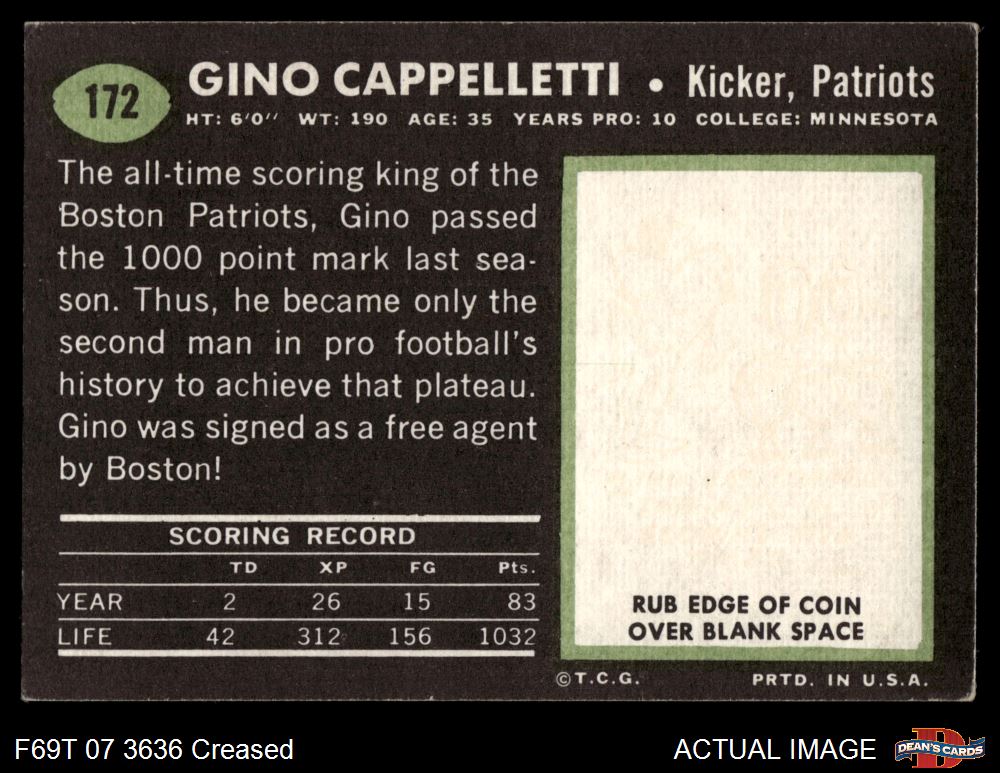 172
GINO CAPPELLETTI • Kicker, Patriots
HT: 6'0'' WT: 190 AGE: 35 YEARS PRO: 10 COLLEGE: MINNESOTA
The all-time scoring king of the
Boston Patriots, Gino passed
the 1000 point mark last sea-
son. Thus, he became only the
second man in pro football's
history to achieve that plateau.
Gino was signed as a free agent
by Boston!
SCORING RECORD
TD XP FG Pts.
YEAR 2 26 15 83
LIFE 42 312 156 1032
RUB EDGE OF COIN
OVER BLANK SPACE
©T.C.G. PRTD. IN U.S.A.
F69T 07 3636 Creased
ACTUAL IMAGE
D
DEAN'S CARDS